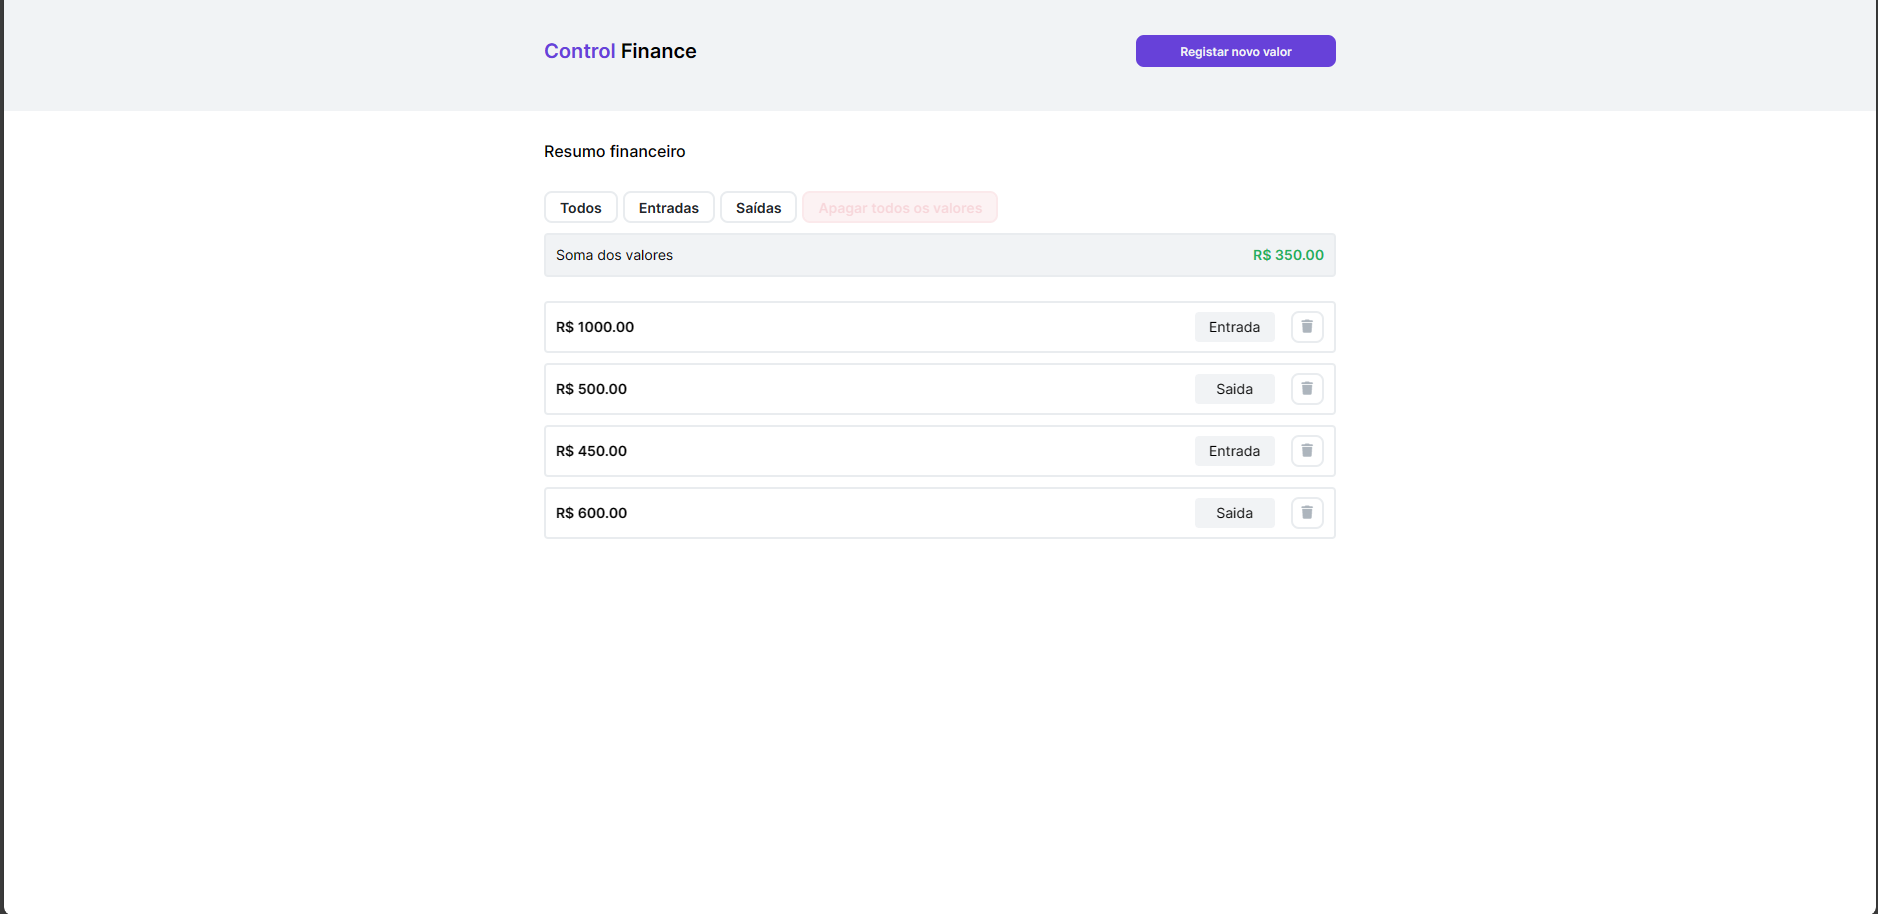 Control Finance
Registar novo valor
Resumo financeiro
Todos Entradas Saídas Apagar todos os valores
Soma dos valores R$ 350.00
R$ 1000.00 Entrada
R$ 500.00 Saida
R$ 450.00 Entrada
R$ 600.00 Saida